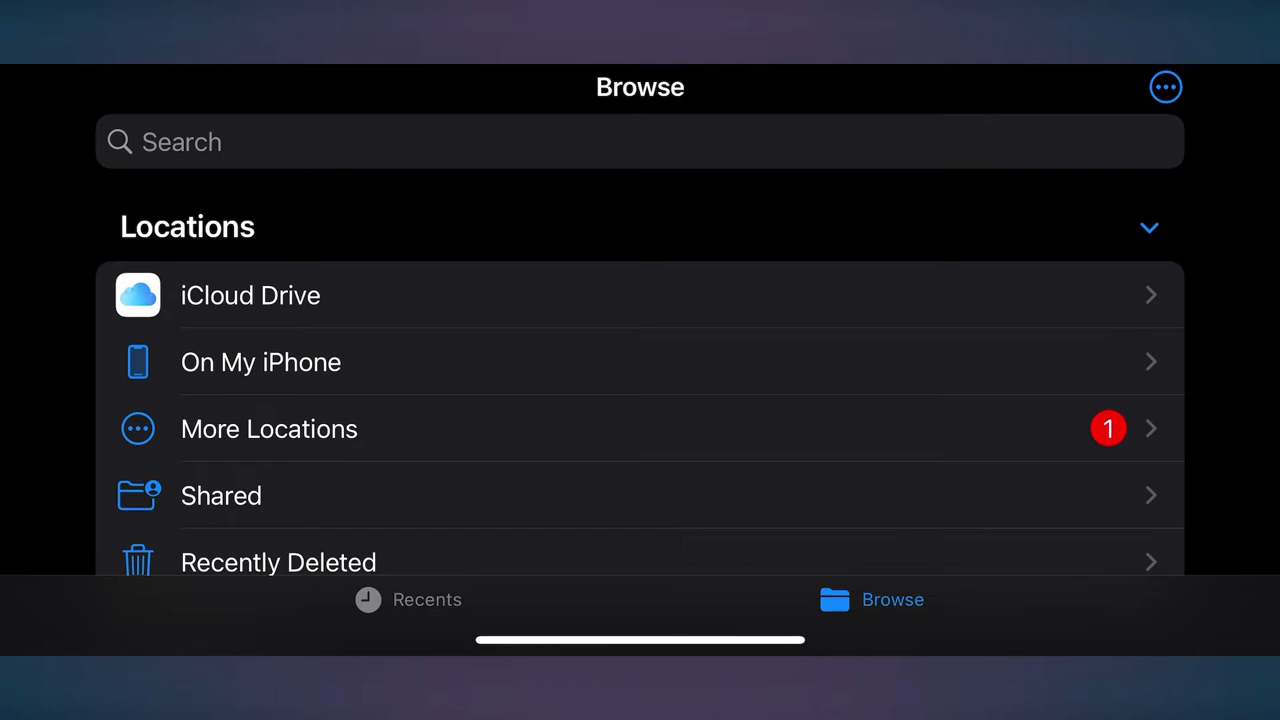 Browse
Search
Locations
iCloud Drive
On My iPhone
More Locations
1
Shared
Recently Deleted
Recents
Browse